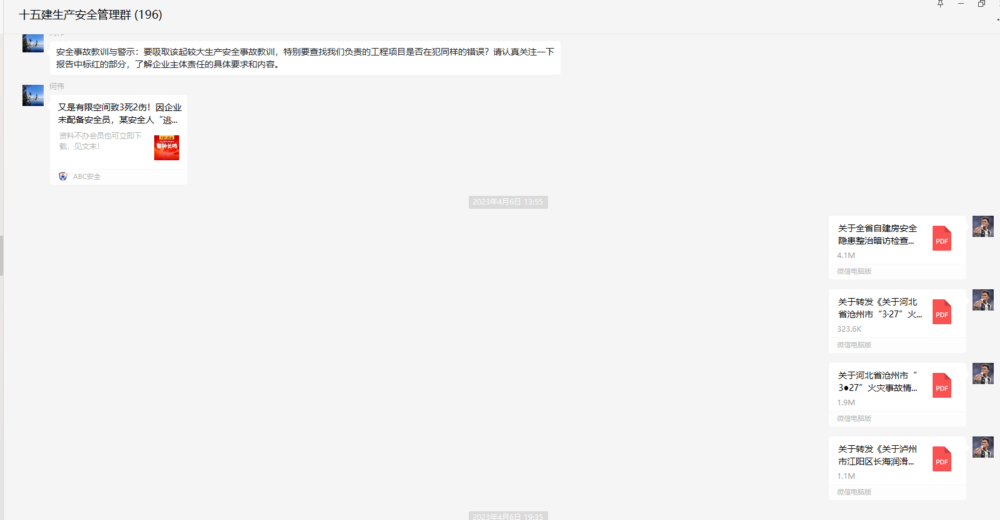 十五建生产安全管理群 (196)
何伟
安全事故教训与警示：要吸取该起较大生产安全事故教训，特别要查找我们负责的工程项目是否在犯同样的错误？请认真关注一下
报告中标红的部分，了解企业主体责任的具体要求和内容。
何伟
又是有限空间致3死2伤！因企业
未配备安全员，某安全人“逃...
资料不办会员也可立即下
载，见文末！
ABC安全
警钟长鸣
ABC安全
2023年4月6日 13:55
关于全省自建房安全
隐患整治暗访检查...
PDF
4.1M
微信电脑版
关于转发《关于河北
省沧州市“3·27”火...
PDF
323.6K
微信电脑版
关于河北省沧州市“
3●27”火灾事故情...
PDF
1.9M
微信电脑版
关于转发《关于泸州
市江阳区长海润滑...
PDF
1.1M
微信电脑版
2023年4月6日 19:35